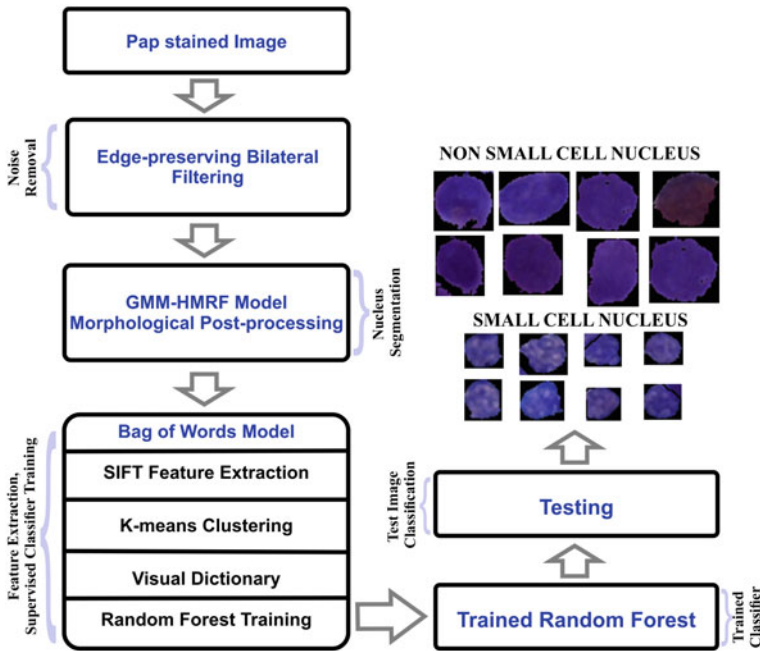 Pap stained Image
Noise
Removal
Edge-preserving Bilateral
Filtering
GMM-HMRF Model
Morphological Post-processing
Nucleus
Segmentation
Feature Extraction,
Supervised Classifier Training
Bag of Words Model
SIFT Feature Extraction
K-means Clustering
Visual Dictionary
Random Forest Training
Trained Random Forest
Trained
Classifier
Test Image
Classification
Testing
NON SMALL CELL NUCLEUS
SMALL CELL NUCLEUS